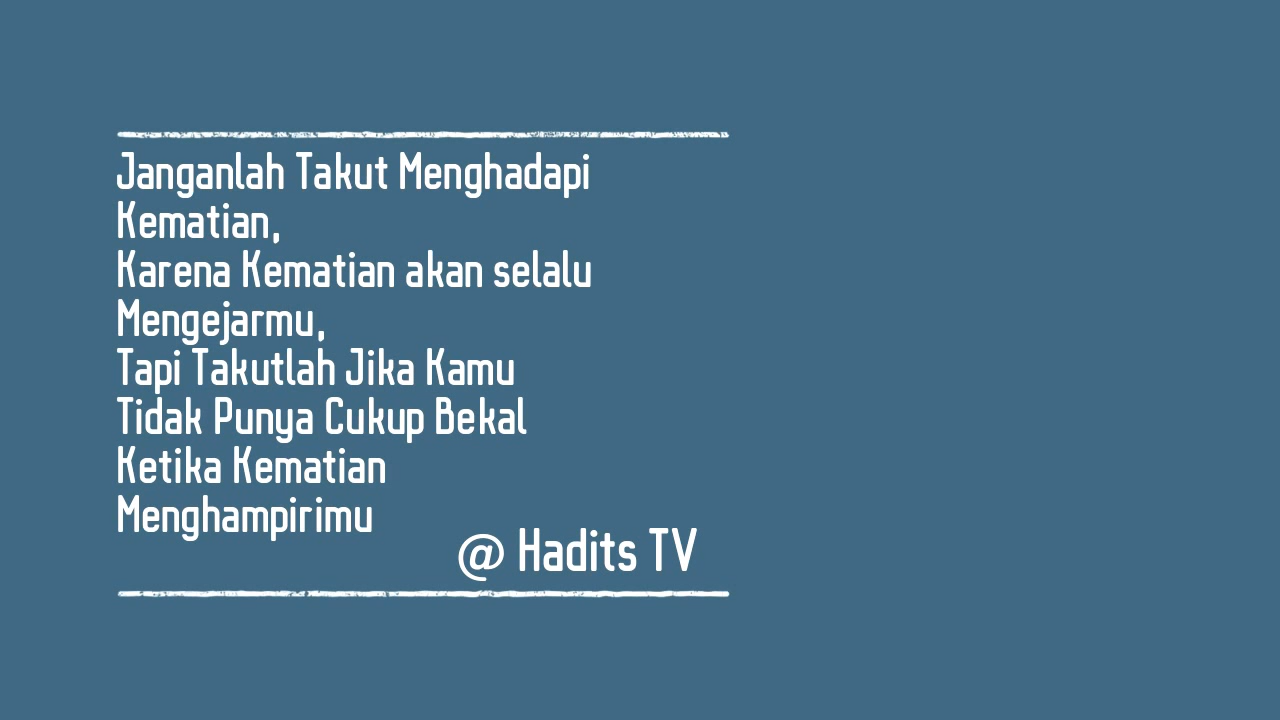 Janganlah Takut Menghadapi
Kematian,
Karena Kematian akan selalu
Mengejarmu,
Tapi Takutlah Jika Kamu
Tidak Punya Cukup Bekal
Ketika Kematian
Menghampirimu
@ Hadits TV